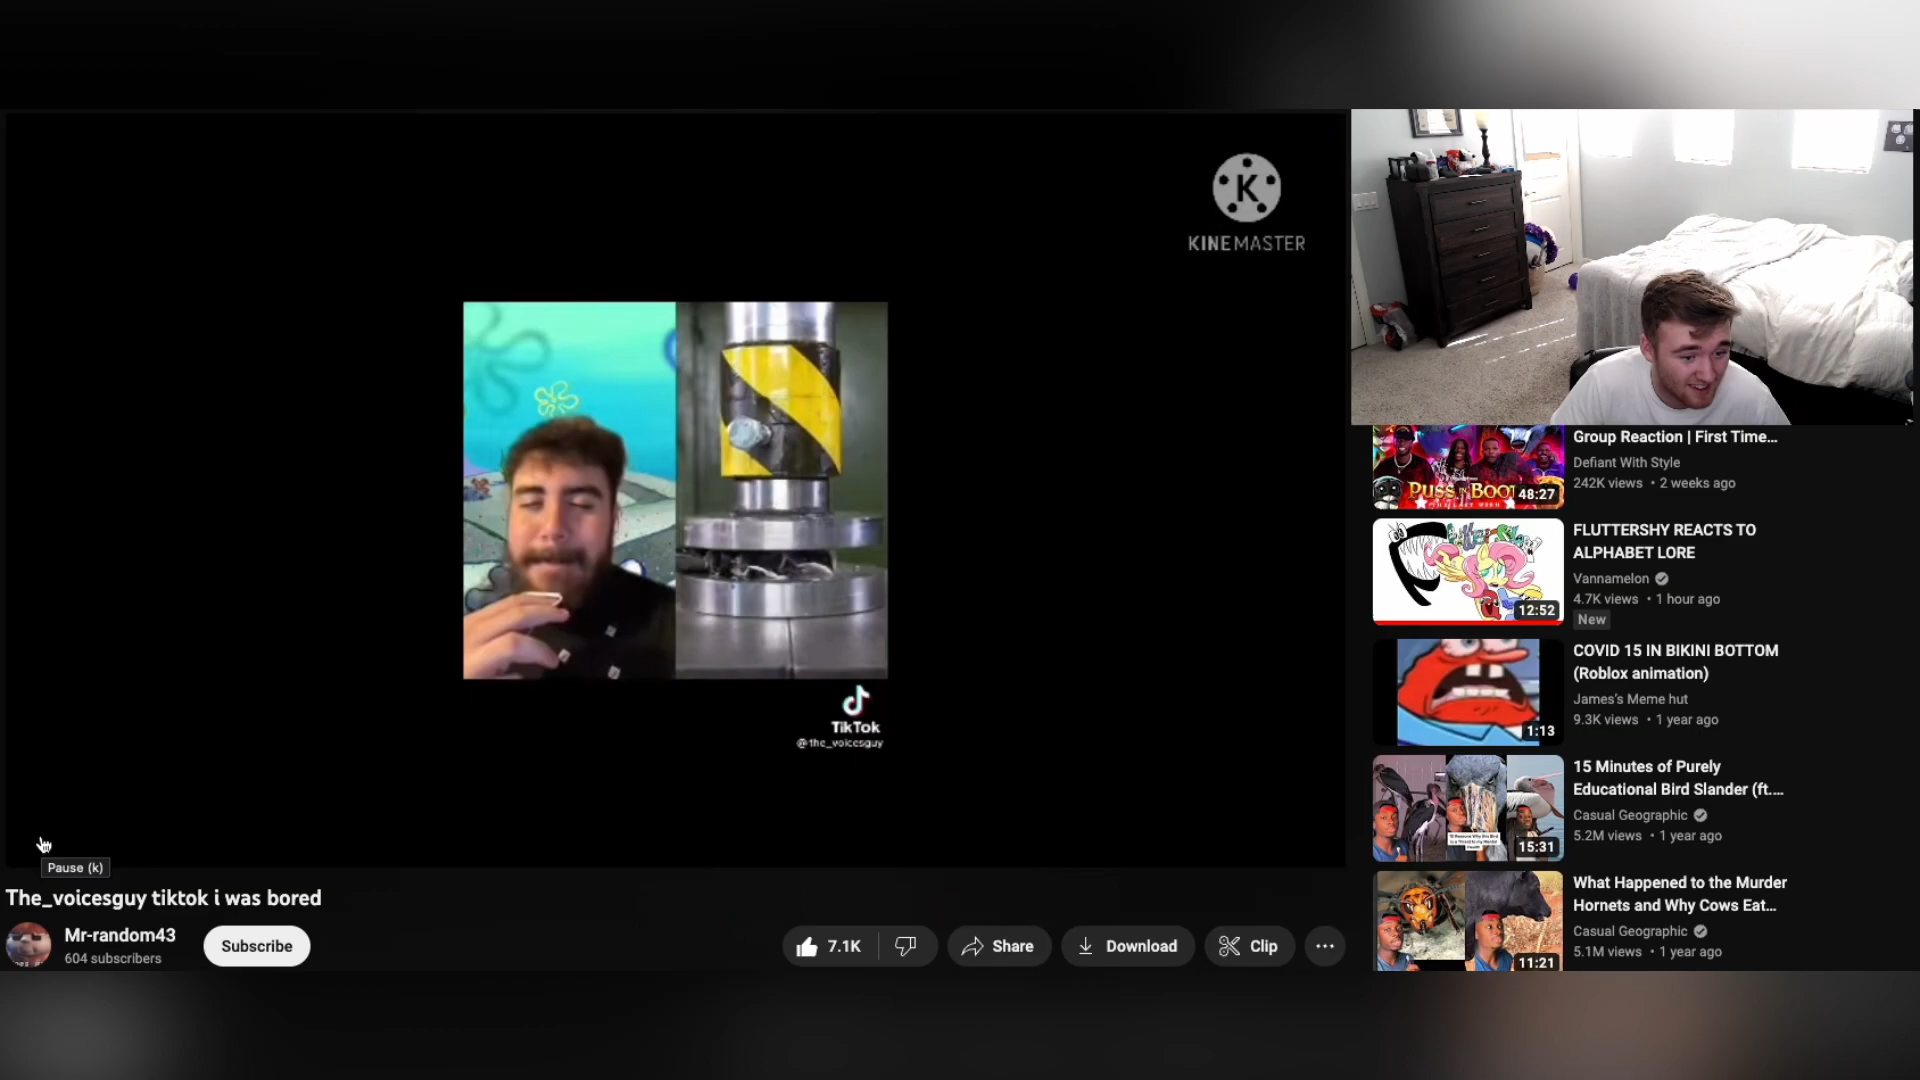 KINEMASTER
TikTok
@the_voicesguy
Pause (k)
The_voicesguy tiktok i was bored
Mr-random43
604 subscribers
Subscribe
7.1K
Share
Download
Clip
PUSS IN BOOT
48:27
Group Reaction | First Time...
Defiant With Style
242K views • 2 weeks ago
12:52
FLUTTERSHY REACTS TO
ALPHABET LORE
Vannamelon
4.7K views • 1 hour ago
New
1:13
COVID 15 IN BIKINI BOTTOM
(Roblox animation)
James's Meme hut
9.3K views • 1 year ago
15:31
15 Minutes of Purely
Educational Bird Slander (ft....
Casual Geographic
5.2M views • 1 year ago
11:21
What Happened to the Murder
Hornets and Why Cows Eat...
Casual Geographic
5.1M views • 1 year ago